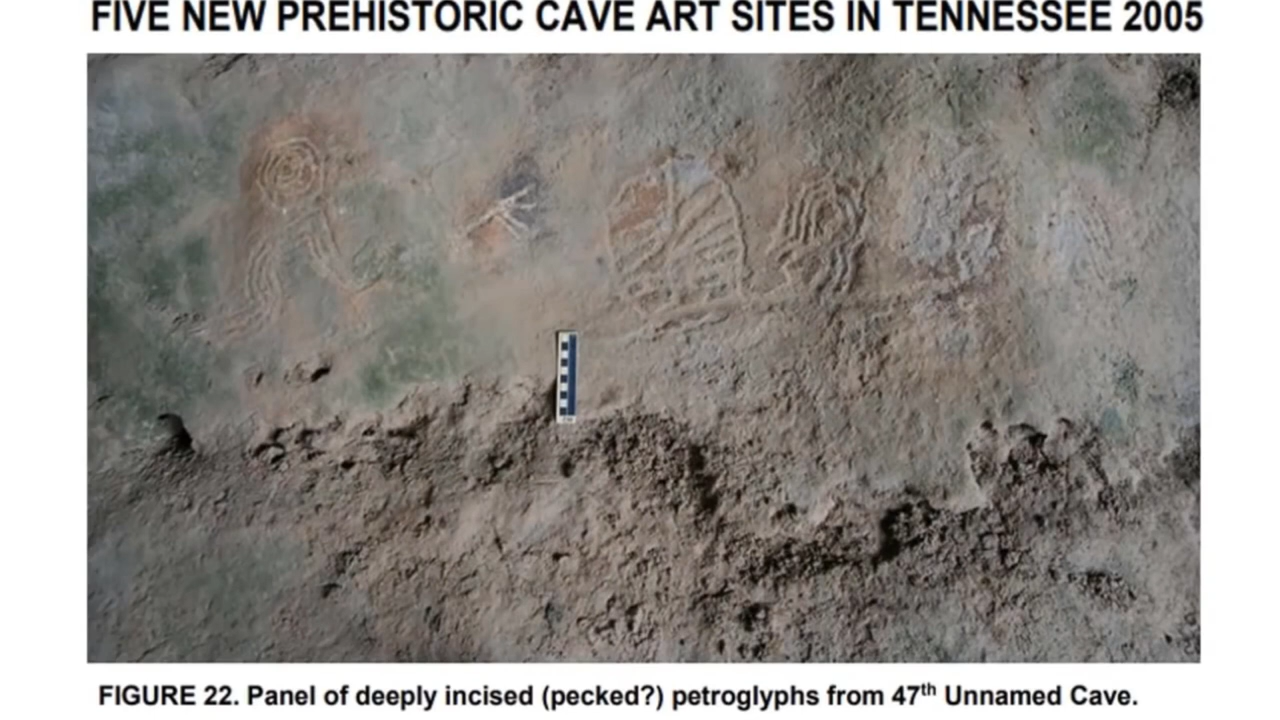 FIVE NEW PREHISTORIC CAVE ART SITES IN TENNESSEE 2005
FIGURE 22. Panel of deeply incised (pecked?) petroglyphs from 47th Unnamed Cave.